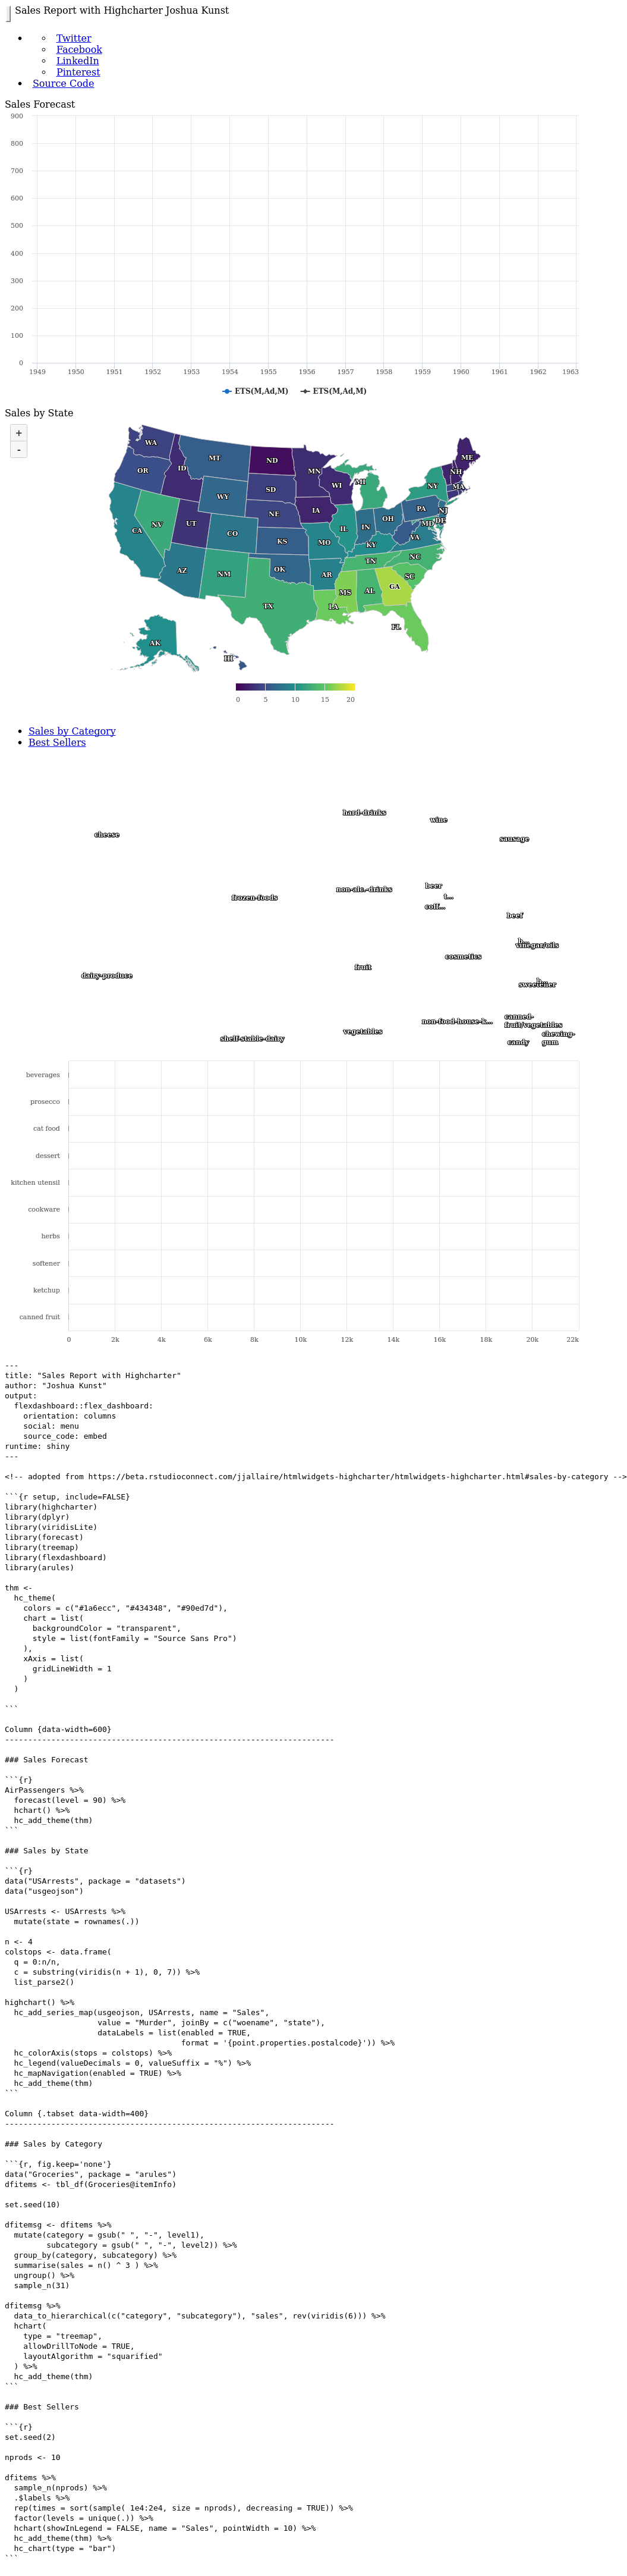 Sales Report with Highcharter Joshua Kunst
Twitter
Facebook
LinkedIn
Pinterest
Source Code
Sales Forecast
900
800
700
600
500
400
300
200
100
0
1949 1950 1951 1952 1953 1954 1955 1956 1957 1958 1959 1960 1961 1962 1963
ETS(M,Ad,M) ETS(M,Ad,M)
Sales by State
+
-
WA
MT
ND
ME
OR
ID
MN
NH
SD
WI
MI
MA
WY
NY
IA
NE
PA
NJ
NV
UT
OH
DE
CA
CO
IL
IN
MD
KS
MO
VA
KY
AZ
NM
OK
AR
TN
NC
SC
TX
MS
AL
GA
LA
FL
AK
HI
0 5 10 15 20
Sales by Category
Best Sellers
hard-drinks
wine
cheese
sausage
beer
non-alc.-drinks
frozen-foods
t...
coff...
beef
b...
vinegar/oils
cosmetics
fruit
dairy-produce
sweetener
canned-
fruit/vegetables
non-food-house-k...
vegetables
chewing-
gum
shelf-stable-dairy
candy
beverages
prosecco
cat food
dessert
kitchen utensil
cookware
herbs
softener
ketchup
canned fruit
0 2k 4k 6k 8k 10k 12k 14k 16k 18k 20k 22k
---
title: "Sales Report with Highcharter"
author: "Joshua Kunst"
output:
  flexdashboard::flex_dashboard:
    orientation: columns
    social: menu
    source_code: embed
runtime: shiny
---
<!-- adopted from https://beta.rstudioconnect.com/jjallaire/htmlwidgets-highcharter/htmlwidgets-highcharter.html#sales-by-category -->
```{r setup, include=FALSE}
library(highcharter)
library(dplyr)
library(viridisLite)
library(forecast)
library(treemap)
library(flexdashboard)
library(arules)
thm <-
  hc_theme(
    colors = c("#1a6ecc", "#434348", "#90ed7d"),
    chart = list(
      backgroundColor = "transparent",
      style = list(fontFamily = "Source Sans Pro")
    ),
    xAxis = list(
      gridLineWidth = 1
    )
  )
```
Column {data-width=600}
-----------------------------------------------------------------------
### Sales Forecast
```{r}
AirPassengers %>%
  forecast(level = 90) %>%
  hchart() %>%
  hc_add_theme(thm)
```
### Sales by State
```{r}
data("USArrests", package = "datasets")
data("usgeojson")
USArrests <- USArrests %>%
  mutate(state = rownames(.))
n <- 4
colstops <- data.frame(
  q = 0:n/n,
  c = substring(viridis(n + 1), 0, 7)) %>%
  list_parse2()
highchart() %>%
  hc_add_series_map(usgeojson, USArrests, name = "Sales",
                    value = "Murder", joinBy = c("woename", "state"),
                    dataLabels = list(enabled = TRUE,
                                      format = '{point.properties.postalcode}')) %>%
  hc_colorAxis(stops = colstops) %>%
  hc_legend(valueDecimals = 0, valueSuffix = "%") %>%
  hc_mapNavigation(enabled = TRUE) %>%
  hc_add_theme(thm)
```
Column {.tabset data-width=400}
-----------------------------------------------------------------------
### Sales by Category
```{r, fig.keep='none'}
data("Groceries", package = "arules")
dfitems <- tbl_df(Groceries@itemInfo)
set.seed(10)
dfitemsg <- dfitems %>%
  mutate(category = gsub(" ", "-", level1),
         subcategory = gsub(" ", "-", level2)) %>%
  group_by(category, subcategory) %>%
  summarise(sales = n() ^ 3 ) %>%
  ungroup() %>%
  sample_n(31)
dfitemsg %>%
  data_to_hierarchical(c("category", "subcategory"), "sales", rev(viridis(6))) %>%
  hchart(
    type = "treemap",
    allowDrillToNode = TRUE,
    layoutAlgorithm = "squarified"
  ) %>%
  hc_add_theme(thm)
```
### Best Sellers
```{r}
set.seed(2)
nprods <- 10
dfitems %>%
  sample_n(nprods) %>%
  .$labels %>%
  rep(times = sort(sample( 1e4:2e4, size = nprods), decreasing = TRUE)) %>%
  factor(levels = unique(.)) %>%
  hchart(showInLegend = FALSE, name = "Sales", pointWidth = 10) %>%
  hc_add_theme(thm) %>%
  hc_chart(type = "bar")
```